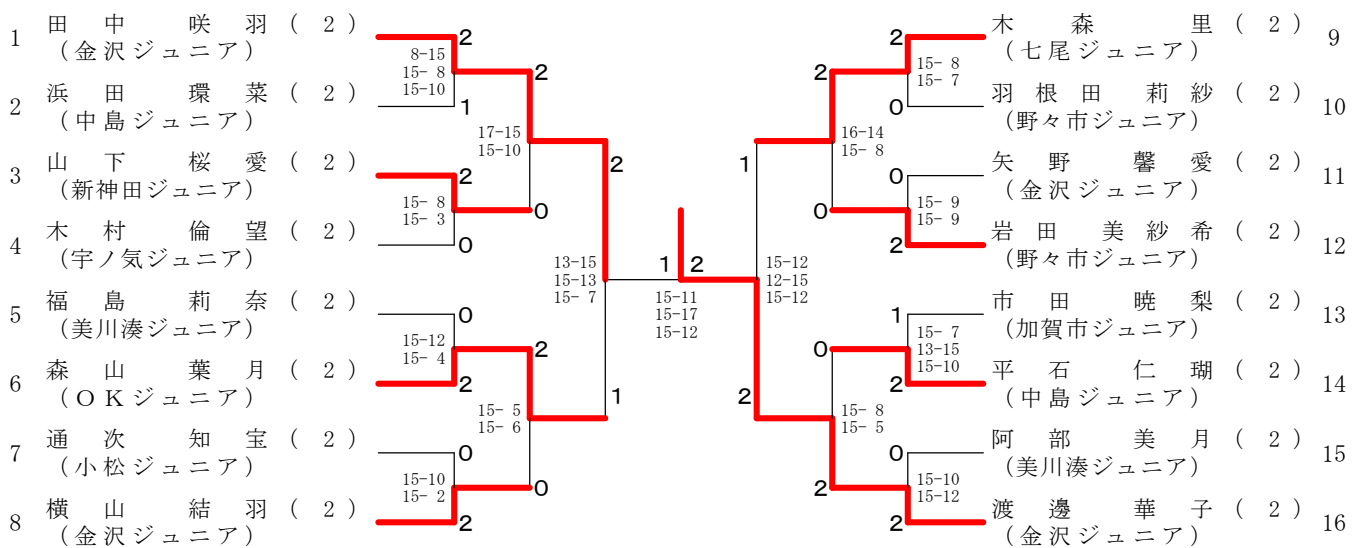 1 田中 咲羽 (2)
(金沢ジュニア)
2 浜田 環菜 (2)
(中島ジュニア)
3 山下 桜愛 (2)
(新神田ジュニア)
4 木村 倫望 (2)
(宇ノ気ジュニア)
5 福島 莉奈 (2)
(美川湊ジュニア)
6 森山 葉月 (2)
(OKジュニア)
7 通次 知宝 (2)
(小松ジュニア)
8 横山 結羽 (2)
(金沢ジュニア)
2
8-15
15- 8
15-10
1
2
15- 8
15- 3
0
0
15-12
15- 4
2
0
15-10
15- 2
2
2
17-15
15-10
0
2
15- 5
15- 6
0
2
13-15
15-13
15- 7
1
1 2
15-11
15-17
15-12
1
15-12
12-15
15-12
2
2
16-14
15- 8
0
0
15- 8
15- 5
2
2
15- 8
15- 7
0
0
15- 9
15- 9
2
1
15- 7
13-15
15-10
2
0
15-10
15-12
2
木森 里 (2) 9
(七尾ジュニア)
羽根田 莉紗 (2) 10
(野々市ジュニア)
矢野 馨愛 (2) 11
(金沢ジュニア)
岩田 美紗希 (2) 12
(野々市ジュニア)
市田 暁梨 (2) 13
(加賀市ジュニア)
平石 仁瑚 (2) 14
(中島ジュニア)
阿部 美月 (2) 15
(美川湊ジュニア)
渡邊 華子 (2) 16
(金沢ジュニア)